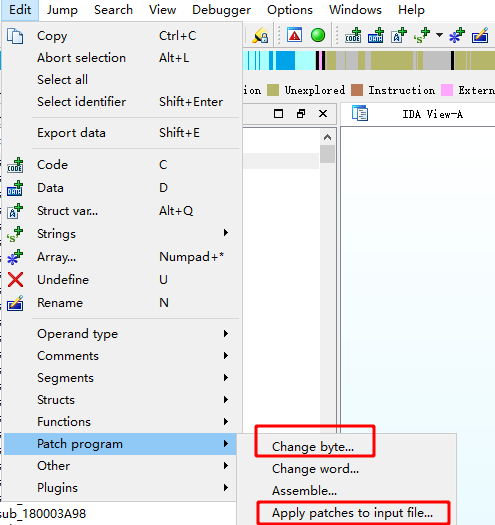 Edit Jump Search View Debugger Options Windows
Copy Ctrl+C
Abort selection Alt+L
Select all
Select identifier Shift+Enter
ion Unexplored Instruction Extern
Export data Shift+E
IDA View-A
Code C
Data D
Struct var... Alt+Q
Strings
Array... Numpad+*
Undefine U
Rename N
Operand type
Comments
Segments
Structs
Functions
Patch program
Change byte...
Other
Change word...
Plugins
Assemble...
sub_180003A98
Apply patches to input file...